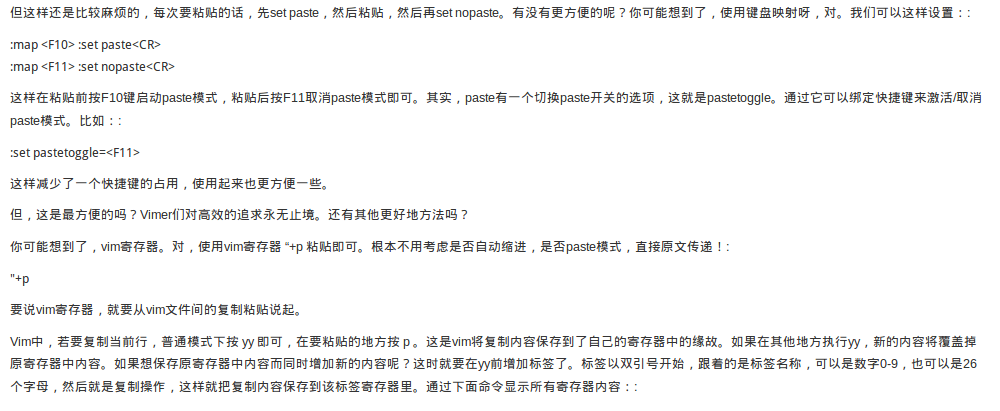 但这样还是比较麻烦的，每次要粘贴的话，先set paste，然后粘贴，然后再set nopaste。有没有更方便的呢？你可能想到了，使用键盘映射呀，对。我们可以这样设置：:
:map <F10> :set paste<CR>
:map <F11> :set nopaste<CR>
这样在粘贴前按F10键启动paste模式，粘贴后按F11取消paste模式即可。其实，paste有一个切换paste开关的选项，这就是pastetoggle。通过它可以绑定快捷键来激活/取消
paste模式。比如：:
:set pastetoggle=<F11>
这样减少了一个快捷键的占用，使用起来也更方便一些。
但，这是最方便的吗？Vimer们对高效的追求永无止境。还有其他更好地方法吗？
你可能想到了，vim寄存器。对，使用vim寄存器 “+p 粘贴即可。根本不用考虑是否自动缩进，是否paste模式，直接原文传递！:
"+p
要说vim寄存器，就要从vim文件间的复制粘贴说起。
Vim中，若要复制当前行，普通模式下按 yy 即可，在要粘贴的地方按 p 。这是vim将复制内容保存到了自己的寄存器中的缘故。如果在其他地方执行yy，新的内容将覆盖掉
原寄存器中内容。如果想保存原寄存器中内容而同时增加新的内容呢？这时就要在yy前增加标签了。标签以双引号开始，跟着的是标签名称，可以是数字0-9，也可以是26
个字母，然后就是复制操作，这样就把复制内容保存到该标签寄存器里。通过下面命令显示所有寄存器内容：: